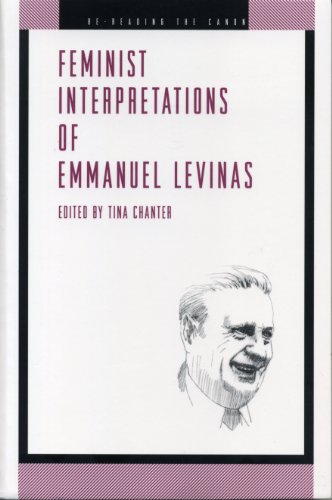 RE-READING THE CANON
FEMINIST
INTERPRETATIONS
OF
EMMANUEL LEVINAS
EDITED BY TINA CHANTER